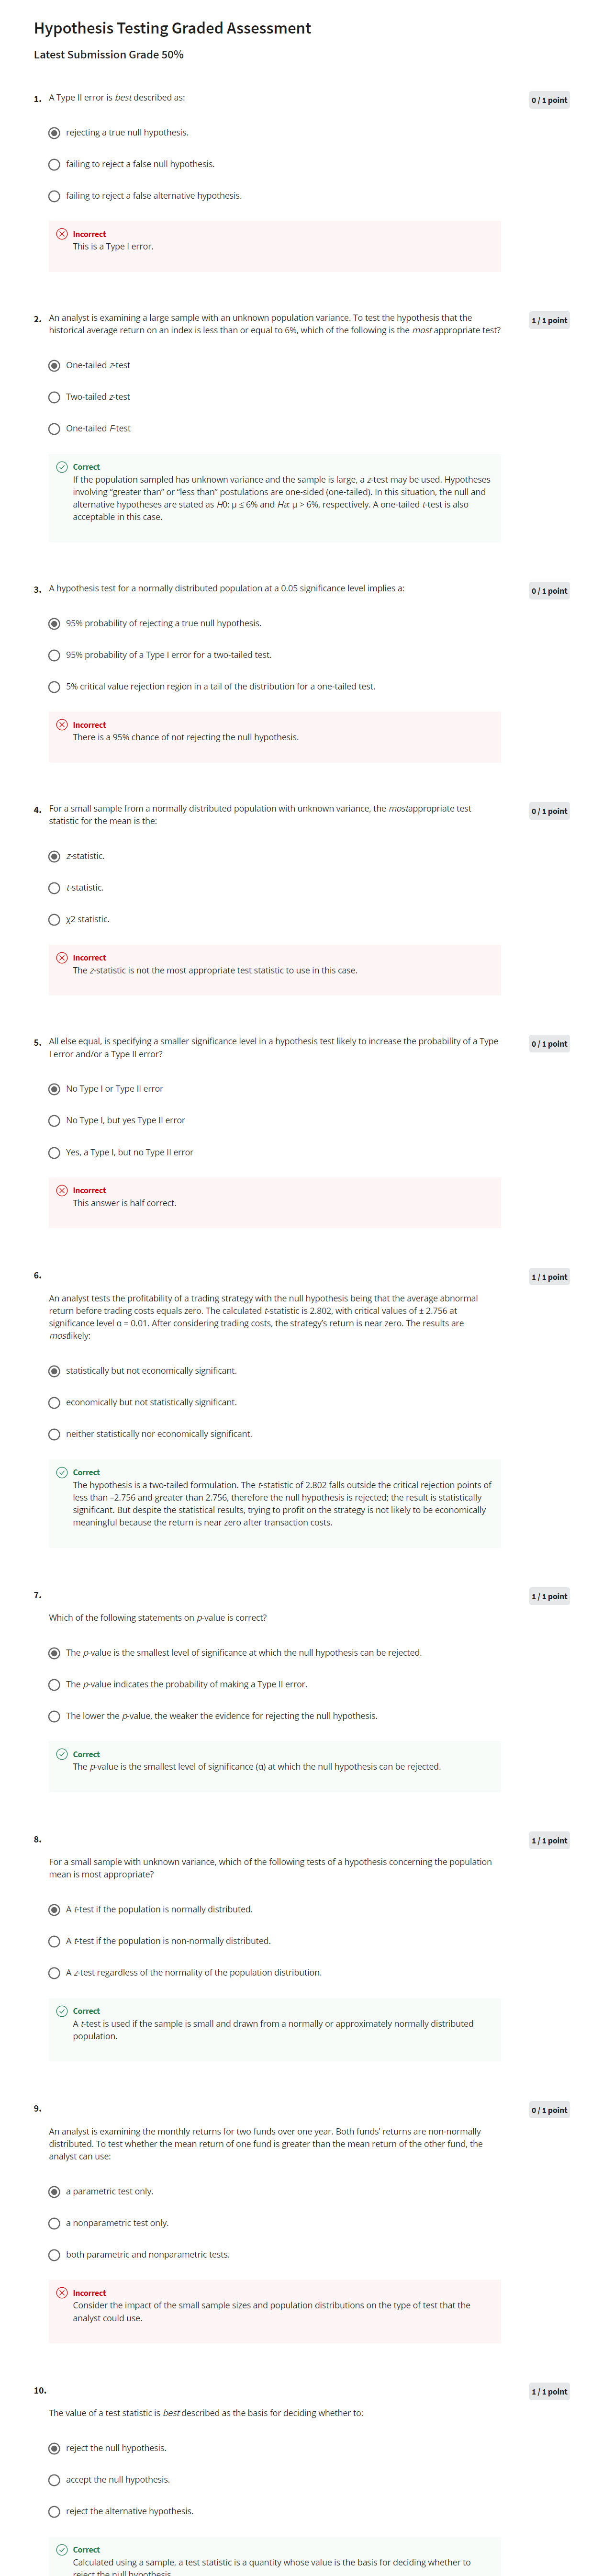 Hypothesis Testing Graded Assessment
Latest Submission Grade 50%
1. A Type II error is best described as:
0 / 1 point
rejecting a true null hypothesis.
failing to reject a false null hypothesis.
failing to reject a false alternative hypothesis.
Incorrect
This is a Type I error.
2. An analyst is examining a large sample with an unknown population variance. To test the hypothesis that the
historical average return on an index is less than or equal to 6%, which of the following is the most appropriate test?
1 / 1 point
One-tailed z-test
Two-tailed z-test
One-tailed F-test
Correct
If the population sampled has unknown variance and the sample is large, a z-test may be used. Hypotheses
involving "greater than" or "less than" postulations are one-sided (one-tailed). In this situation, the null and
alternative hypotheses are stated as H0: μ ≤ 6% and Ha: μ > 6%, respectively. A one-tailed t-test is also
acceptable in this case.
3. A hypothesis test for a normally distributed population at a 0.05 significance level implies a:
0 / 1 point
95% probability of rejecting a true null hypothesis.
95% probability of a Type I error for a two-tailed test.
5% critical value rejection region in a tail of the distribution for a one-tailed test.
Incorrect
There is a 95% chance of not rejecting the null hypothesis.
4. For a small sample from a normally distributed population with unknown variance, the mostappropriate test
statistic for the mean is the:
0 / 1 point
z-statistic.
t-statistic.
χ2 statistic.
Incorrect
The z-statistic is not the most appropriate test statistic to use in this case.
5. All else equal, is specifying a smaller significance level in a hypothesis test likely to increase the probability of a Type
I error and/or a Type II error?
0 / 1 point
No Type I or Type II error
No Type I, but yes Type II error
Yes, a Type I, but no Type II error
Incorrect
This answer is half correct.
6.
1 / 1 point
An analyst tests the profitability of a trading strategy with the null hypothesis being that the average abnormal
return before trading costs equals zero. The calculated t-statistic is 2.802, with critical values of ± 2.756 at
significance level α = 0.01. After considering trading costs, the strategy's return is near zero. The results are
mostlikely:
statistically but not economically significant.
economically but not statistically significant.
neither statistically nor economically significant.
Correct
The hypothesis is a two-tailed formulation. The t-statistic of 2.802 falls outside the critical rejection points of
less than –2.756 and greater than 2.756, therefore the null hypothesis is rejected; the result is statistically
significant. But despite the statistical results, trying to profit on the strategy is not likely to be economically
meaningful because the return is near zero after transaction costs.
7.
1 / 1 point
Which of the following statements on p-value is correct?
The p-value is the smallest level of significance at which the null hypothesis can be rejected.
The p-value indicates the probability of making a Type II error.
The lower the p-value, the weaker the evidence for rejecting the null hypothesis.
Correct
The p-value is the smallest level of significance (α) at which the null hypothesis can be rejected.
8.
1 / 1 point
For a small sample with unknown variance, which of the following tests of a hypothesis concerning the population
mean is most appropriate?
A t-test if the population is normally distributed.
A t-test if the population is non-normally distributed.
A z-test regardless of the normality of the population distribution.
Correct
A t-test is used if the sample is small and drawn from a normally or approximately normally distributed
population.
9.
0 / 1 point
An analyst is examining the monthly returns for two funds over one year. Both funds' returns are non-normally
distributed. To test whether the mean return of one fund is greater than the mean return of the other fund, the
analyst can use:
a parametric test only.
a nonparametric test only.
both parametric and nonparametric tests.
Incorrect
Consider the impact of the small sample sizes and population distributions on the type of test that the
analyst could use.
10.
1 / 1 point
The value of a test statistic is best described as the basis for deciding whether to:
reject the null hypothesis.
accept the null hypothesis.
reject the alternative hypothesis.
Correct
Calculated using a sample, a test statistic is a quantity whose value is the basis for deciding whether to
reject the null hypothesis.